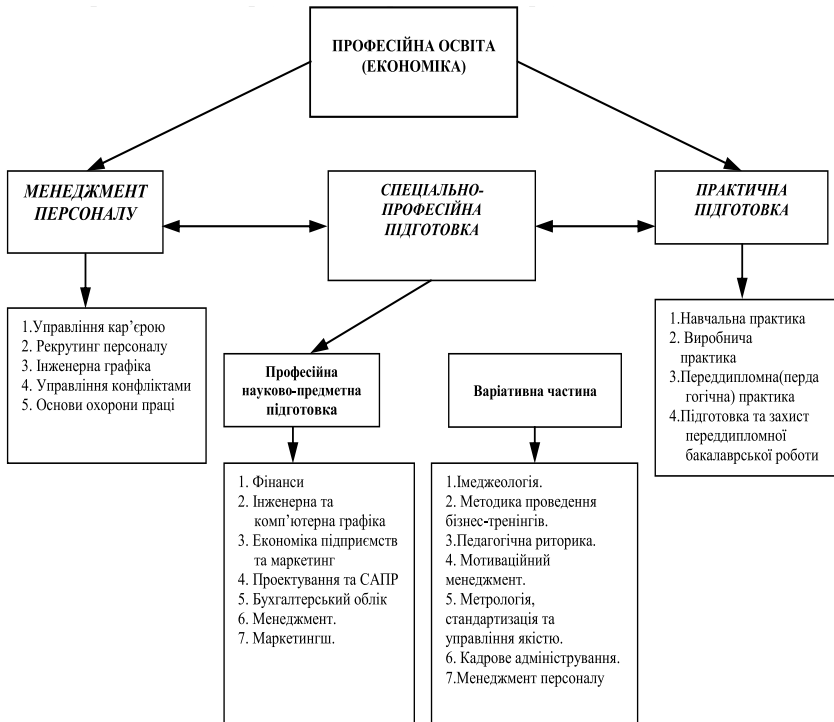 ПРОФЕСІЙНА ОСВІТА
(ЕКОНОМІКА)
МЕНЕДЖМЕНТ
ПЕРСОНАЛУ
СПЕЦІАЛЬНО-
ПРОФЕСІЙНА
ПІДГОТОВКА
ПРАКТИЧНА
ПІДГОТОВКА
1.Управління кар’єрою
2. Рекрутинг персоналу
3. Інженерна графіка
4. Управління конфліктами
5. Основи охорони праці
Професійна
науково-предметна
підготовка
Варіативна частина
1.Навчальна практика
2. Виробнича
практика
3.Переддипломна(перда
гогічна) практика
4.Підготовка та захист
переддипломної
бакалаврської роботи
1. Фінанси
2. Інженерна та
комп’ютерна графіка
3. Економіка підприємств
та маркетинг
4. Проектування та САПР
5. Бухгалтерський облік
6. Менеджмент.
7. Маркетингш.
1.Імеджеологія.
2. Методика проведення
бізнес-тренінгів.
3.Педагогічна риторика.
4. Мотиваційний
менеджмент.
5. Метрологія,
стандартизація та
управління якістю.
6. Кадрове адміністрування.
7.Менеджмент персоналу